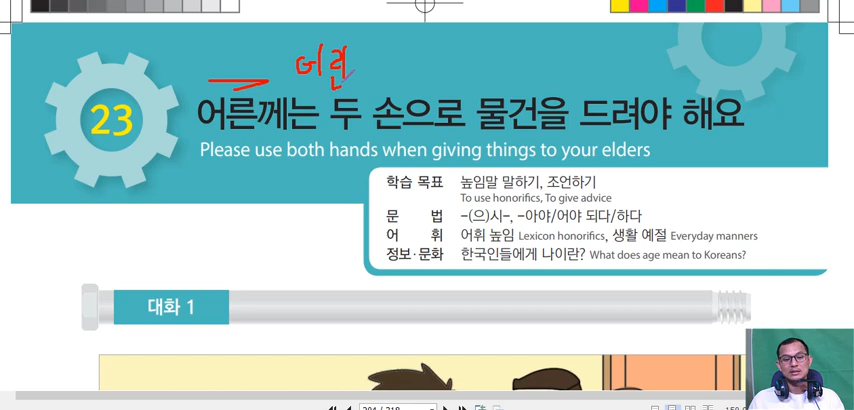 어른
23
어른께는 두 손으로 물건을 드려야 해요
Please use both hands when giving things to your elders
학습 목표 높임말 말하기, 조언하기
To use honorifics, To give advice
문 법 -(으)시-, -아야/어야 되다/하다
어 휘 어휘 높임 Lexicon honorifics, 생활 예절 Everyday manners
정보·문화 한국인들에게 나이란? What does age mean to Koreans?
대화 1
204 / 218